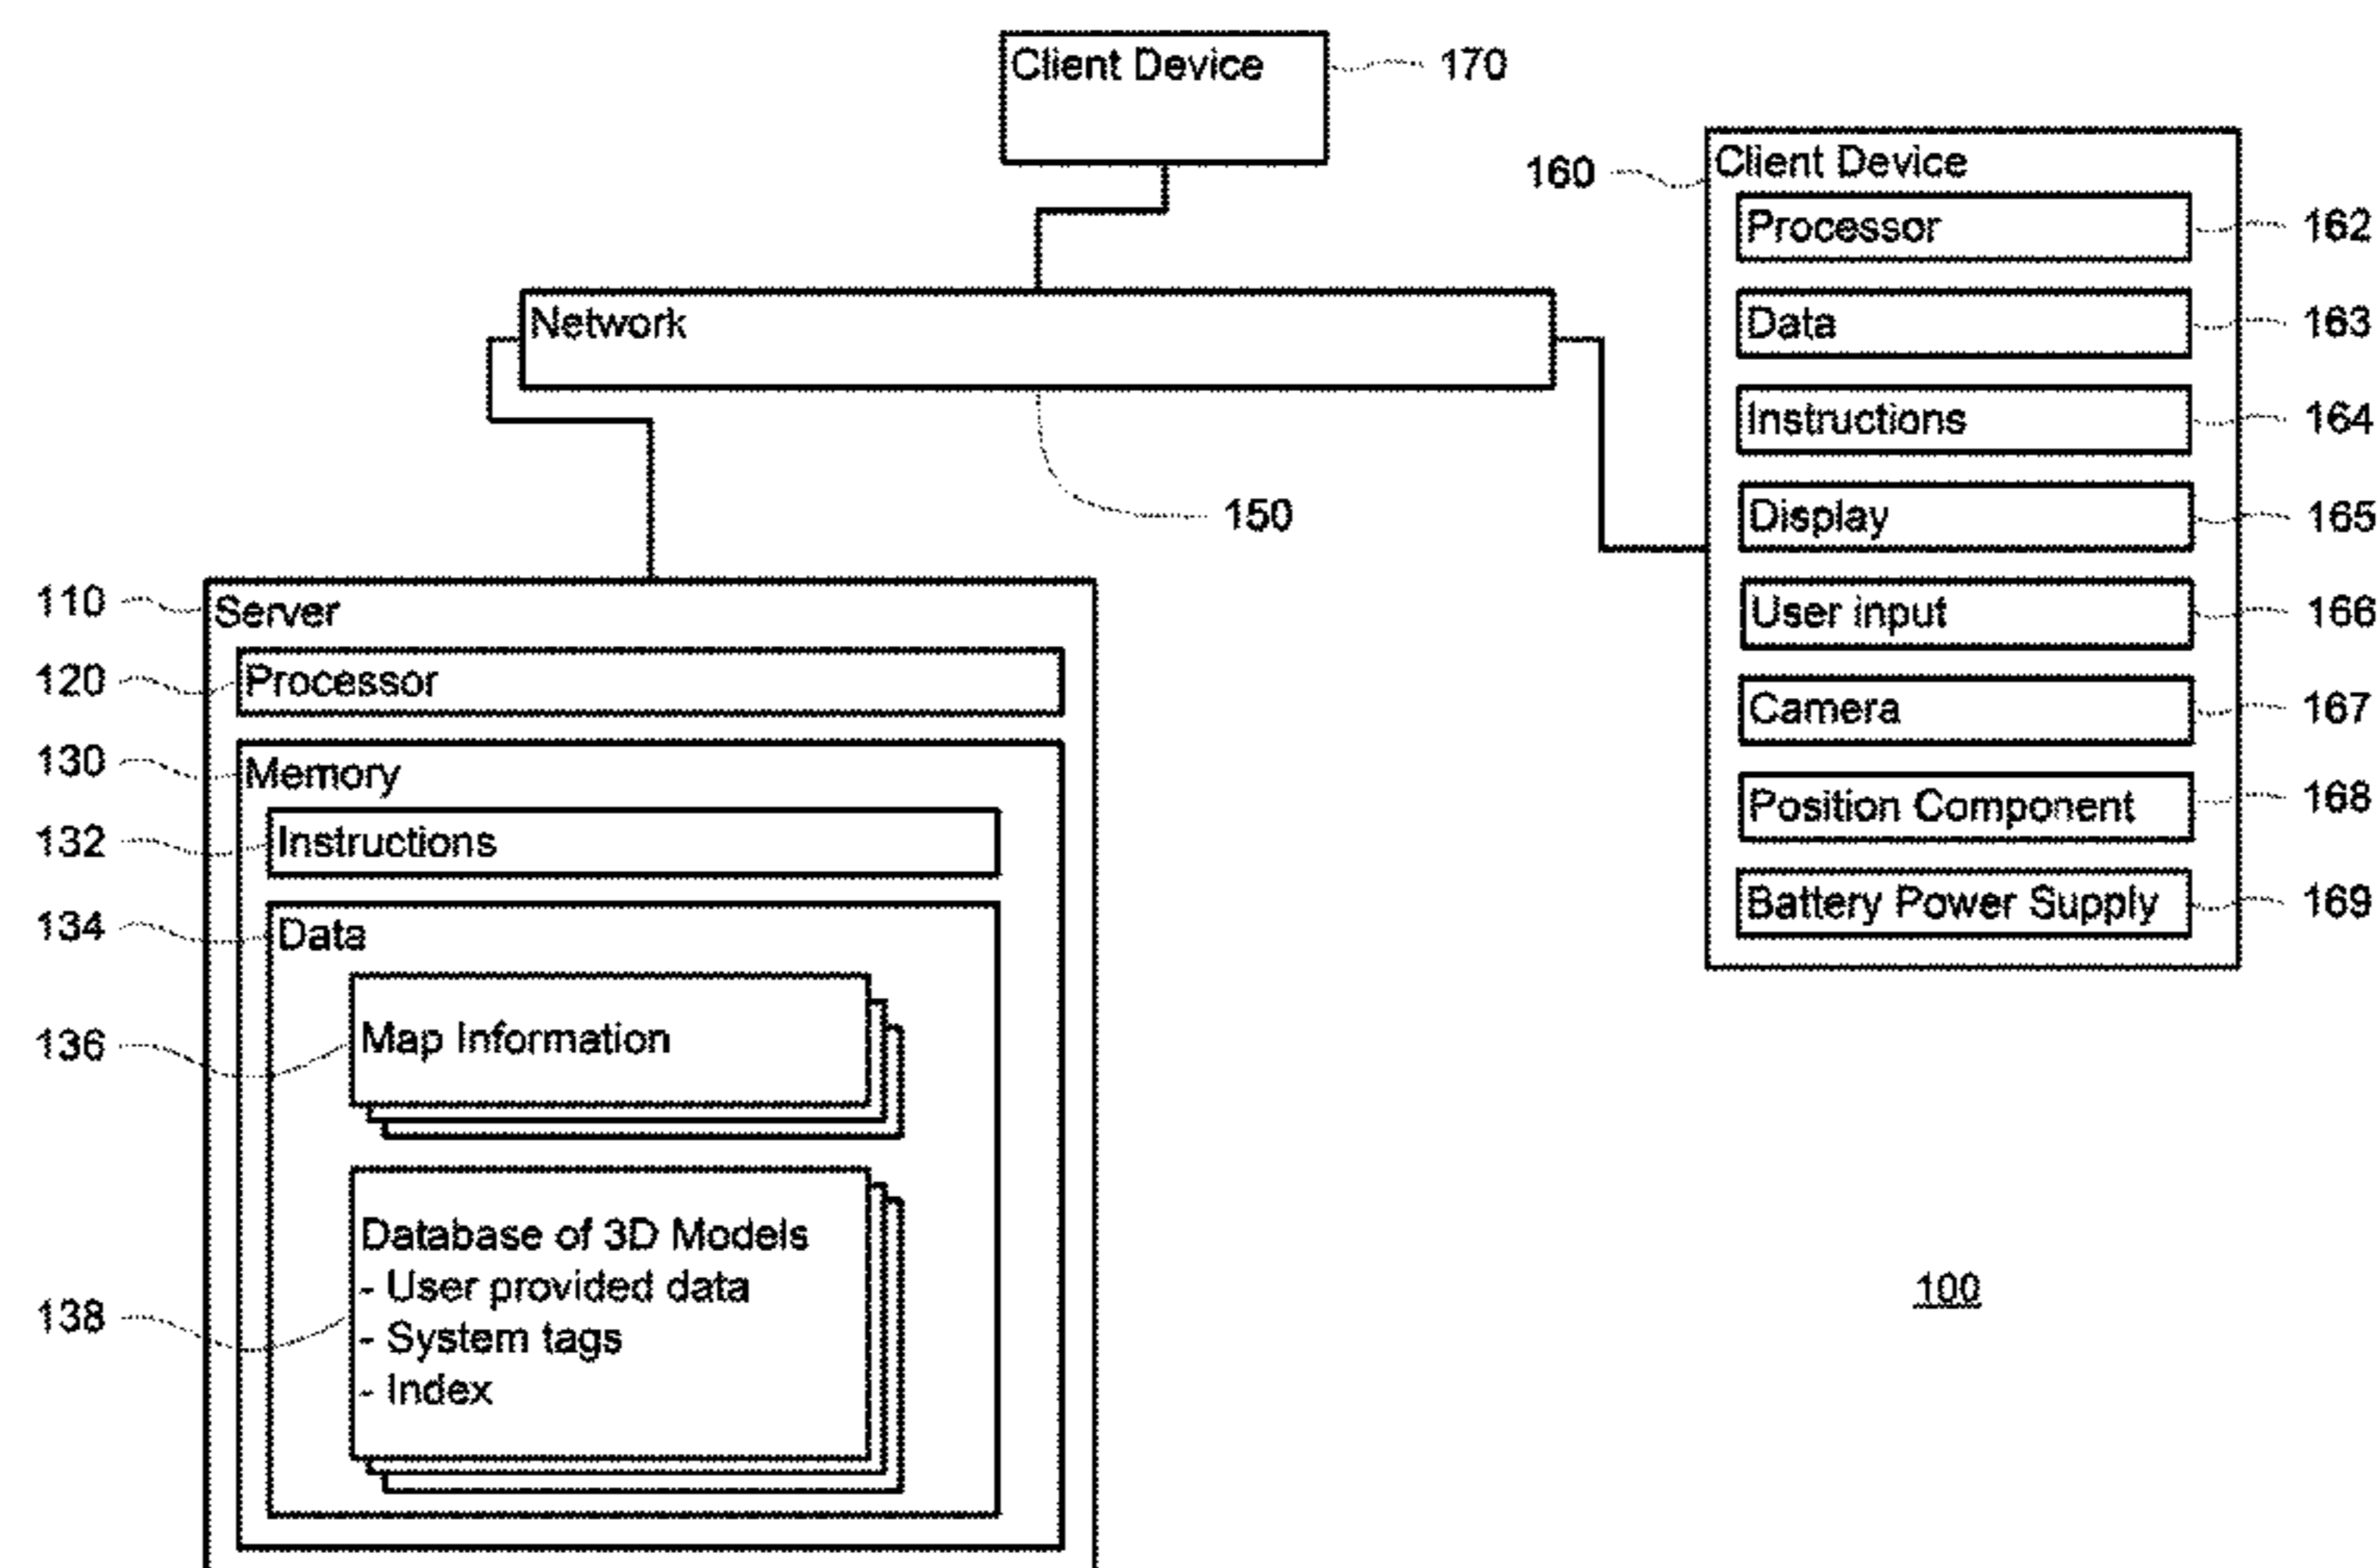 Client Device
170
160
Client Device
Processor
162
Data
163
Instructions
164
Display
165
User input
166
Camera
167
Position Component
168
Battery Power Supply
169
Network
150
110
Server
120
Processor
130
Memory
132
Instructions
134
Data
136
Map Information
138
Database of 3D Models
- User provided data
- System tags
- Index
100